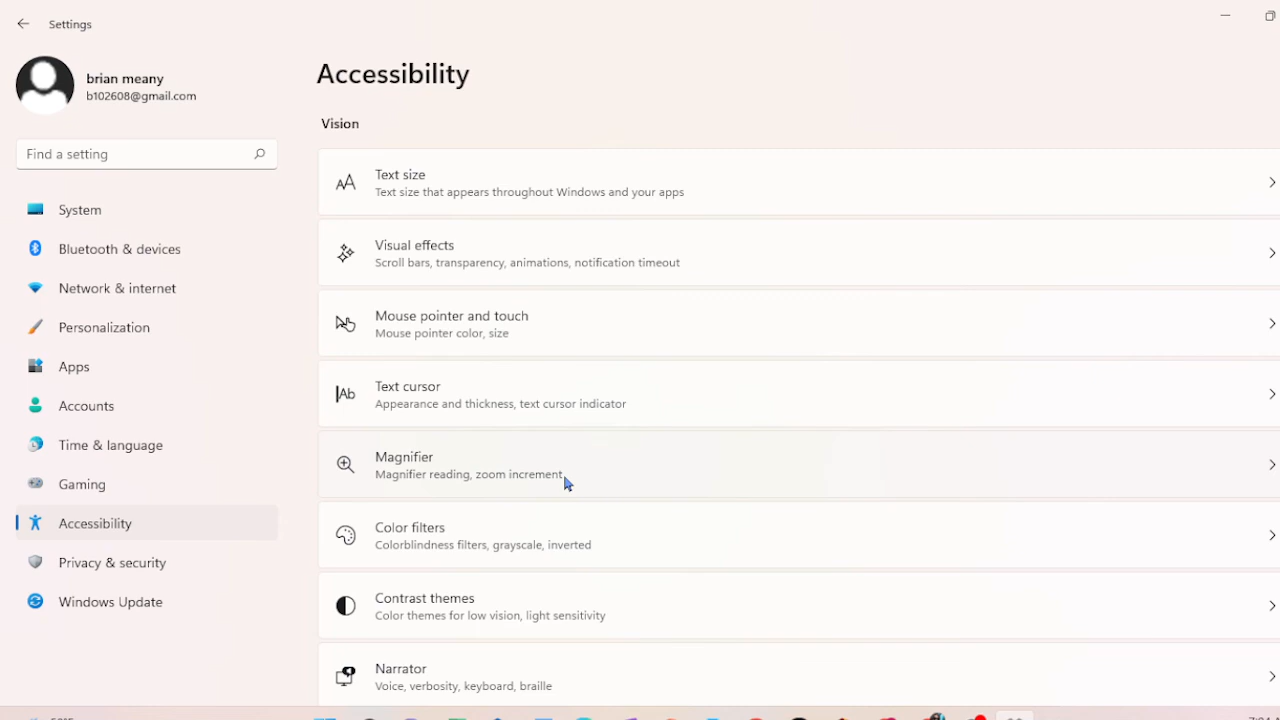 Settings
brian meany
b102608@gmail.com
Find a setting
System
Bluetooth & devices
Network & internet
Personalization
Apps
Accounts
Time & language
Gaming
Accessibility
Privacy & security
Windows Update
Accessibility
Vision
Text size
Text size that appears throughout Windows and your apps
Visual effects
Scroll bars, transparency, animations, notification timeout
Mouse pointer and touch
Mouse pointer color, size
Text cursor
Appearance and thickness, text cursor indicator
Magnifier
Magnifier reading, zoom increment
Color filters
Colorblindness filters, grayscale, inverted
Contrast themes
Color themes for low vision, light sensitivity
Narrator
Voice, verbosity, keyboard, braille